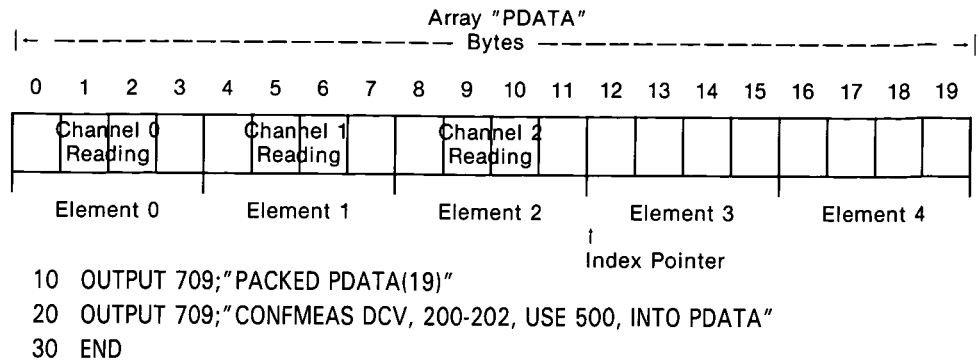 Array "PDATA"
Bytes
0 1 2 3 4 5 6 7 8 9 10 11 12 13 14 15 16 17 18 19
Channel 0 Channel 1 Channel 2
Reading Reading Reading
Element 0 Element 1 Element 2 Element 3 Element 4
Index Pointer
10 OUTPUT 709;"PACKED PDATA(19)"
20 OUTPUT 709;"CONFMEAS DCV, 200-202, USE 500, INTO PDATA"
30 END